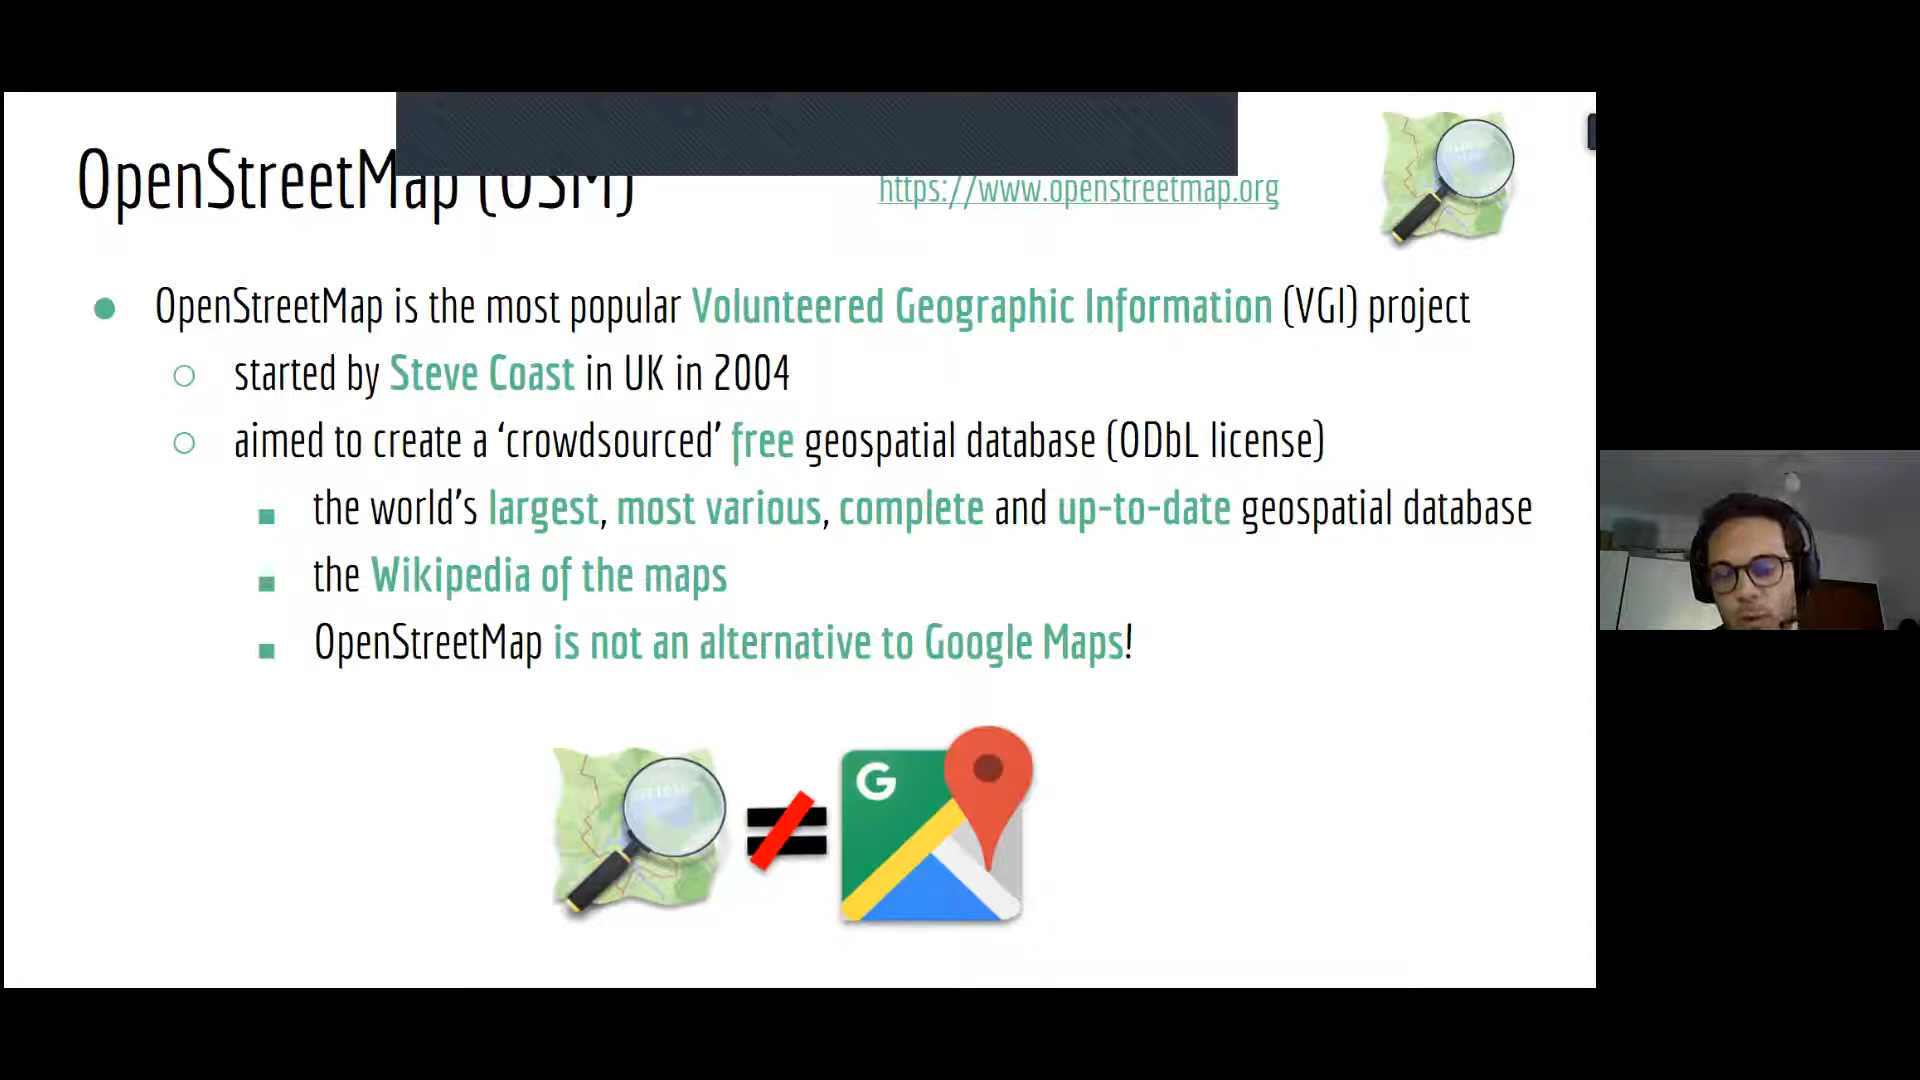 OpenStreetMap (OSM)
https://www.openstreetmap.org
● OpenStreetMap is the most popular Volunteered Geographic Information (VGI) project
○ started by Steve Coast in UK in 2004
○ aimed to create a ‘crowdsourced’ free geospatial database (ODbL license)
■ the world’s largest, most various, complete and up-to-date geospatial database
■ the Wikipedia of the maps
■ OpenStreetMap is not an alternative to Google Maps!
G